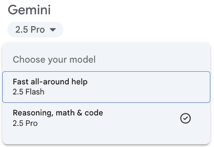 Gemini
2.5 Pro
Choose your model
Fast all-around help
2.5 Flash
Reasoning, math & code
2.5 Pro